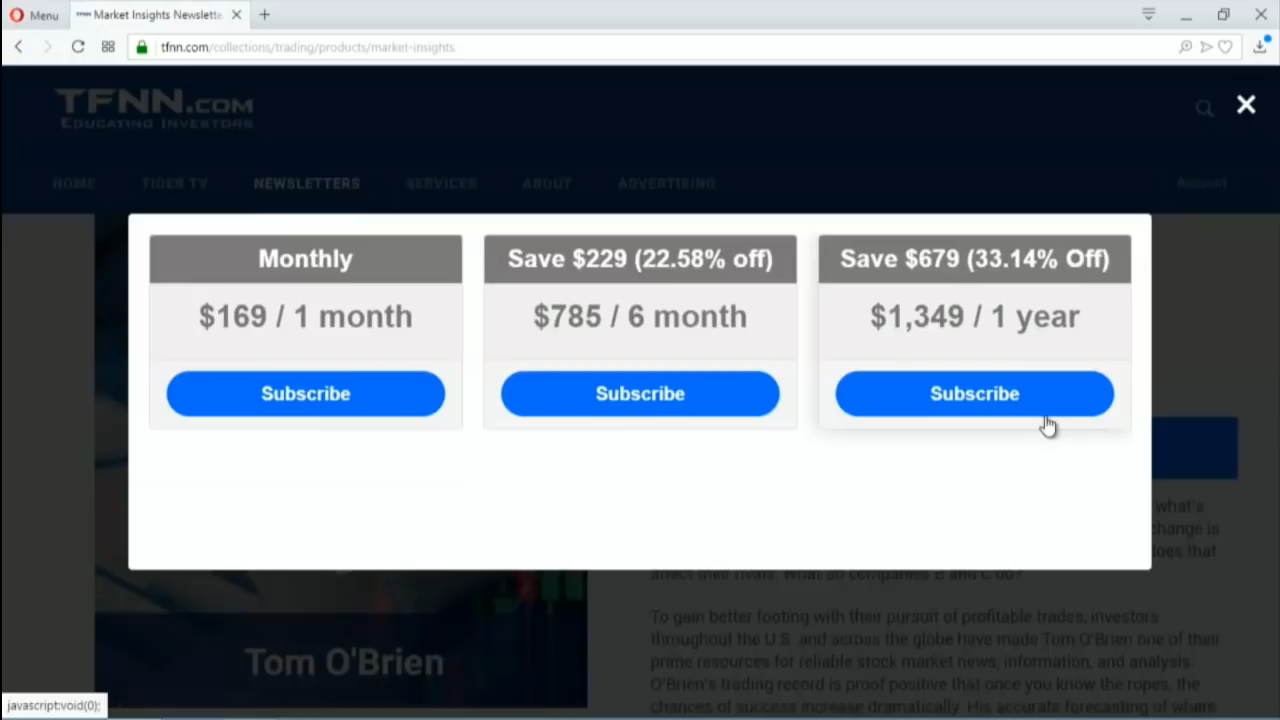 Menu
Market Insights Newslette
tfnn.com/collections/trading/products/market-insights
TFNN.COM
EDUCATING INVESTORS
HOME
TIGER TV
NEWSLETTERS
SERVICES
ABOUT
ADVERTISING
Account
Monthly
$169 / 1 month
Subscribe
Save $229 (22.58% off)
$785 / 6 month
Subscribe
Save $679 (33.14% Off)
$1,349 / 1 year
Subscribe
what's
change is
does that
affect their rivals. What do companies B and C do?
To gain better footing with their pursuit of profitable trades, investors
throughout the U.S. and across the globe have made Tom O'Brien one of their
prime resources for reliable stock market news, information, and analysis.
O'Brien's trading record is proof positive that once you know the ropes, the
chances of success increase dramatically. His accurate forecasting of where
Tom O'Brien
javascript:void(0);